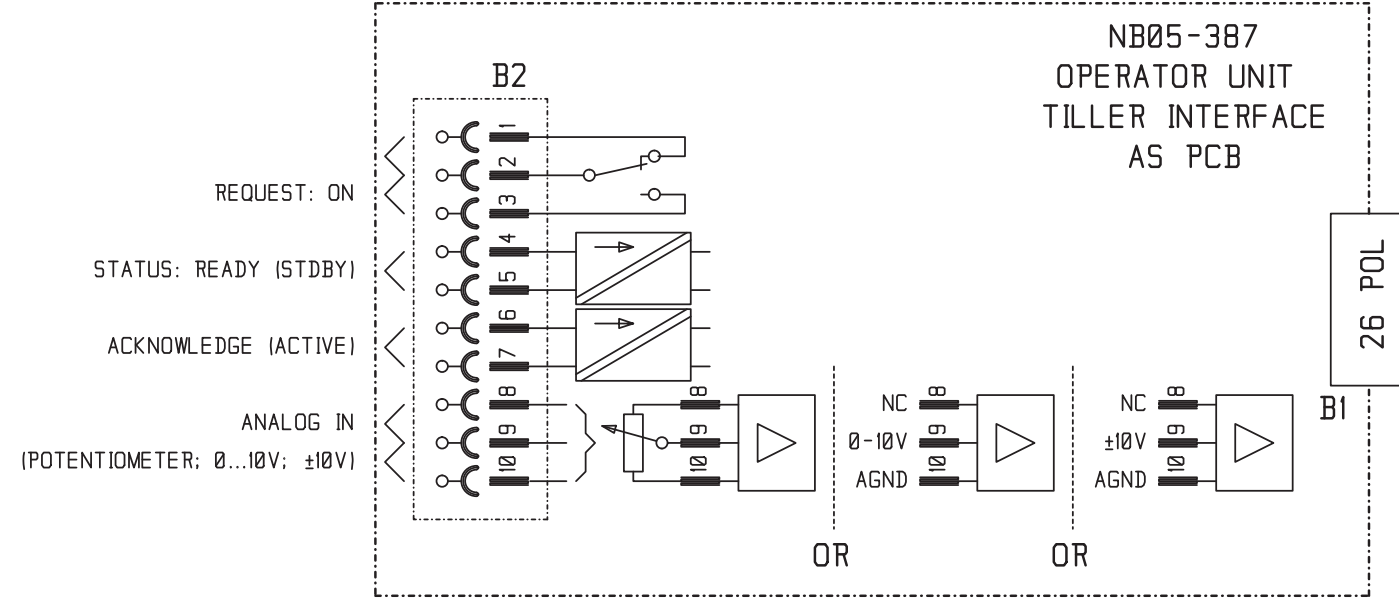 NB05-387
OPERATOR UNIT
TILLER INTERFACE
AS PCB
B2
1
2
3
4
5
6
7
8
9
10
REQUEST: ON
STATUS: READY (STDBY)
ACKNOWLEDGE (ACTIVE)
ANALOG IN
(POTENTIOMETER; 0...10V; ±10V)
8
9
10
OR
NC 8
0-10V 9
AGND 10
OR
NC 8
±10V 9
AGND 10
26 POL
B1